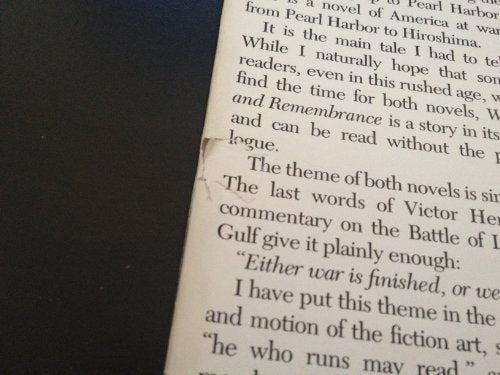 to Pearl Harbor
is a novel of America at war
from Pearl Harbor to Hiroshima.
It is the main tale I had to
While I naturally hope that
readers, even in this rushed age,
find the time for both novels,
and Remembrance is a story in its
and can be read without the
logue.
The theme of both novels is
The last words of Victor
commentary on the Battle of
Gulf give it plainly enough:
"Either war is finished, or we
I have put this theme in the
and motion of the fiction art,
"he who runs may read."